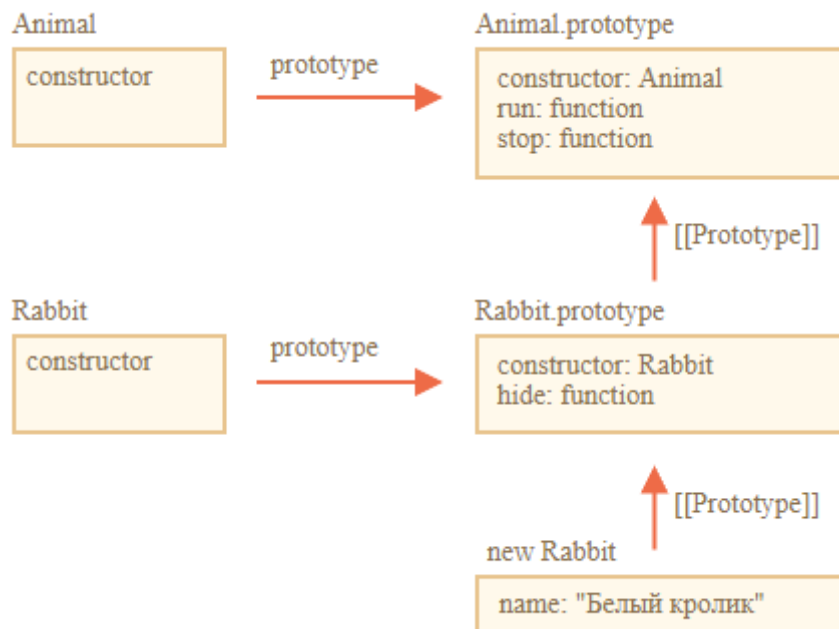 Animal
Animal.prototype
constructor
prototype
constructor: Animal
run: function
stop: function
[[Prototype]]
Rabbit
Rabbit.prototype
constructor
prototype
constructor: Rabbit
hide: function
[[Prototype]]
new Rabbit
name: "Белый кролик"